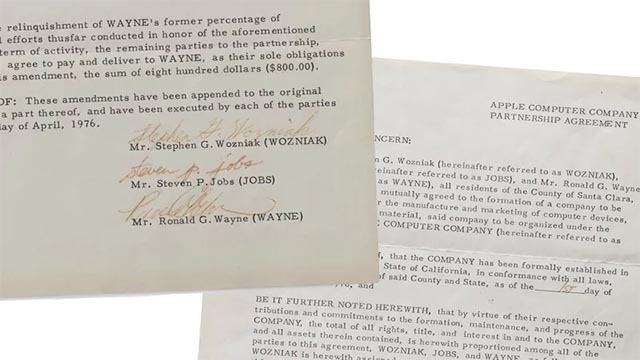 relinquishment of WAYNE's former percentage of
efforts thusfar conducted in honor of the aforementioned
term of activity, the remaining parties to the partnership,
agree to pay and deliver to WAYNE, as their sole obligations
is amendment, the sum of eight hundred dollars ($800.00).
OF: These amendments have been appended to the original
a part thereof, and have been executed by each of the parties
day of April, 1976.
Stephen G. Wozniak
Mr. Stephen G. Wozniak (WOZNIAK)
steven p. jobs
Mr. Steven P. Jobs (JOBS)
Mr. Ronald G. Wayne (WAYNE)
APPLE COMPUTER COMPANY
PARTNERSHIP AGREEMENT
NCERN:
n G. Wozniak (hereinafter referred to as WOZNIAK),
reinafter referred to as JOBS), and Mr. Ronald G. Wayne
as WAYNE), all residents of the County of Santa Clara,
mutually agreed to the formation of a company to be
r the manufacture and marketing of computer devices,
material, said company to be organized under the
E COMPUTER COMPANY (hereinafter referred to as
, that the COMPANY has been formally established in
State of California, in conformance with all laws.
of said County and State, as of the day of
and
BE IT FURTHER NOTED HEREWITH, that by virtue of their respective con-
tributions and commitments to the formation, maintenance, and progress of the
COMPANY, the total of all rights, title, and interest in and to the COMPANY,
and all assets therein contained, is herewith proportioned among all of the
parties to this agreement. WOZNIAK, JOBS, and WAYNE,
WOZNIAK is herewith